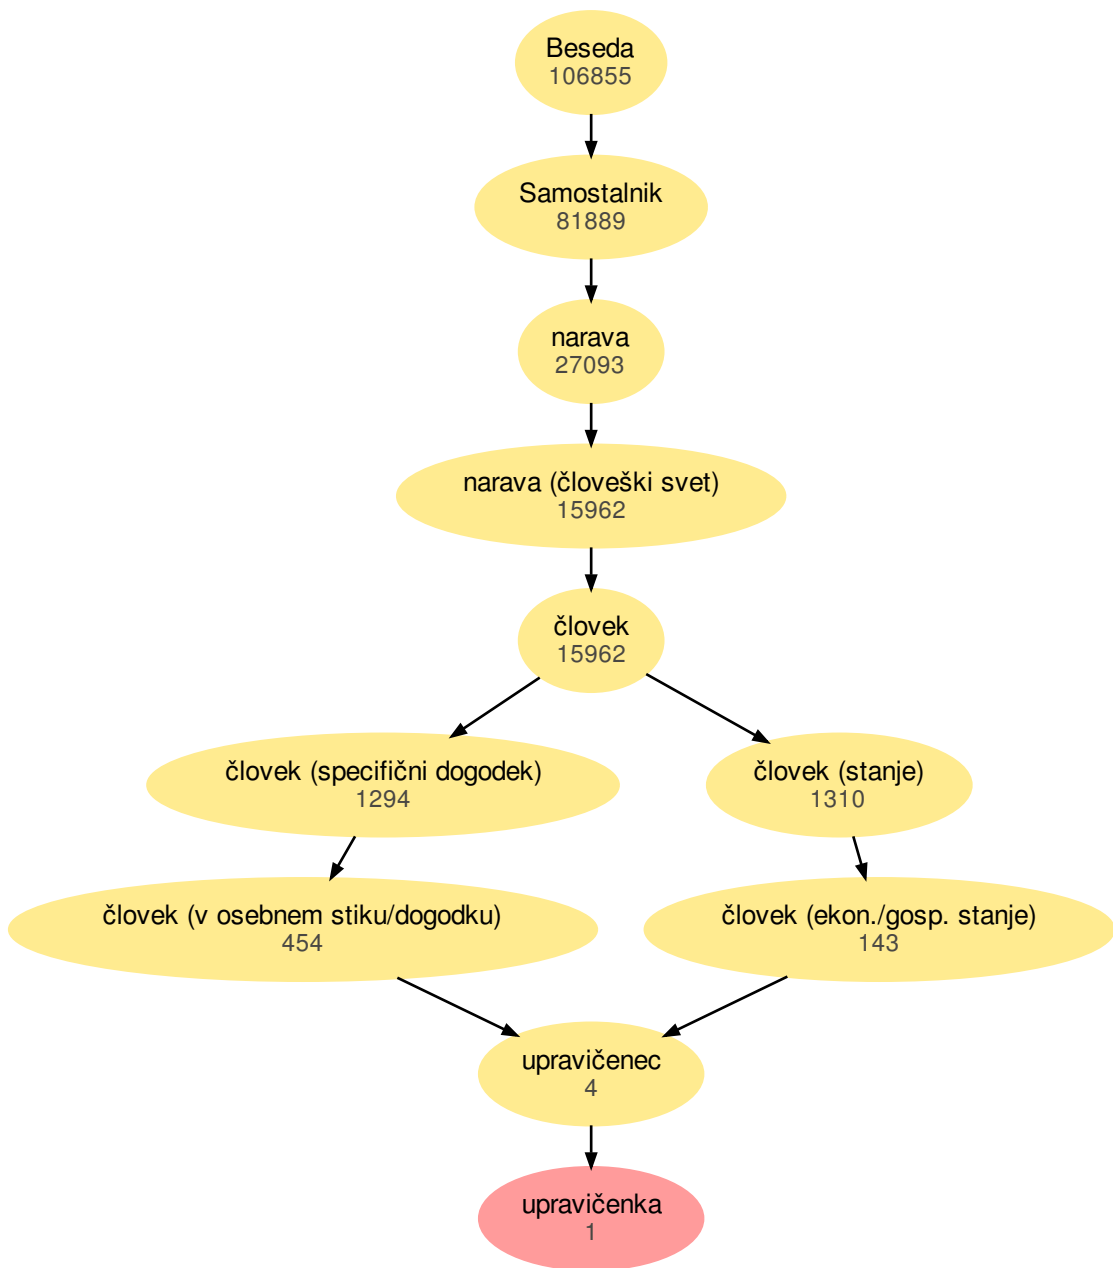 Beseda
106855
Samostalnik
81889
narava
27093
narava (človeški svet)
15962
človek
15962
človek (specifični dogodek)
1294
človek (stanje)
1310
človek (v osebnem stiku/dogodku)
454
človek (ekon./gosp. stanje)
143
upravičenec
4
upravičenka
1